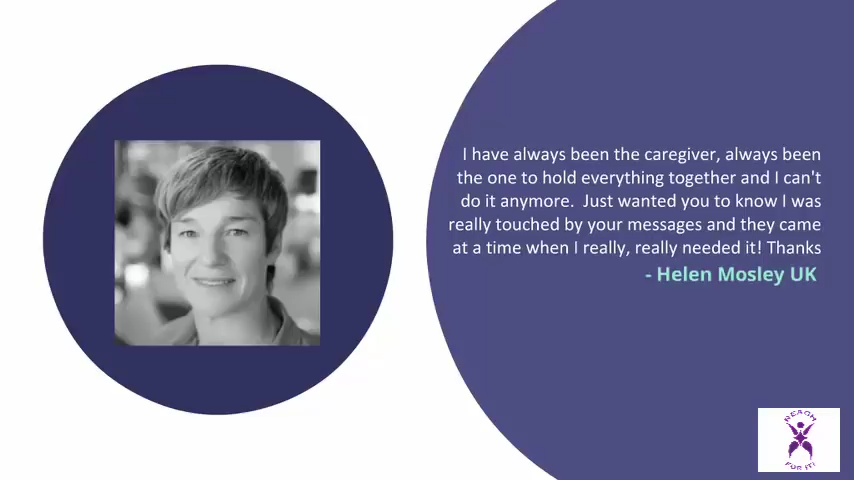 I have always been the caregiver, always been
the one to hold everything together and I can't
do it anymore.  Just wanted you to know I was
really touched by your messages and they came
at a time when I really, really needed it! Thanks
- Helen Mosley UK
REACH
FOR IT!